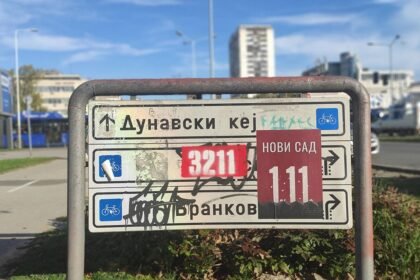 Дунавски кеј
3211
НОВИ САД
1.11
Бранков